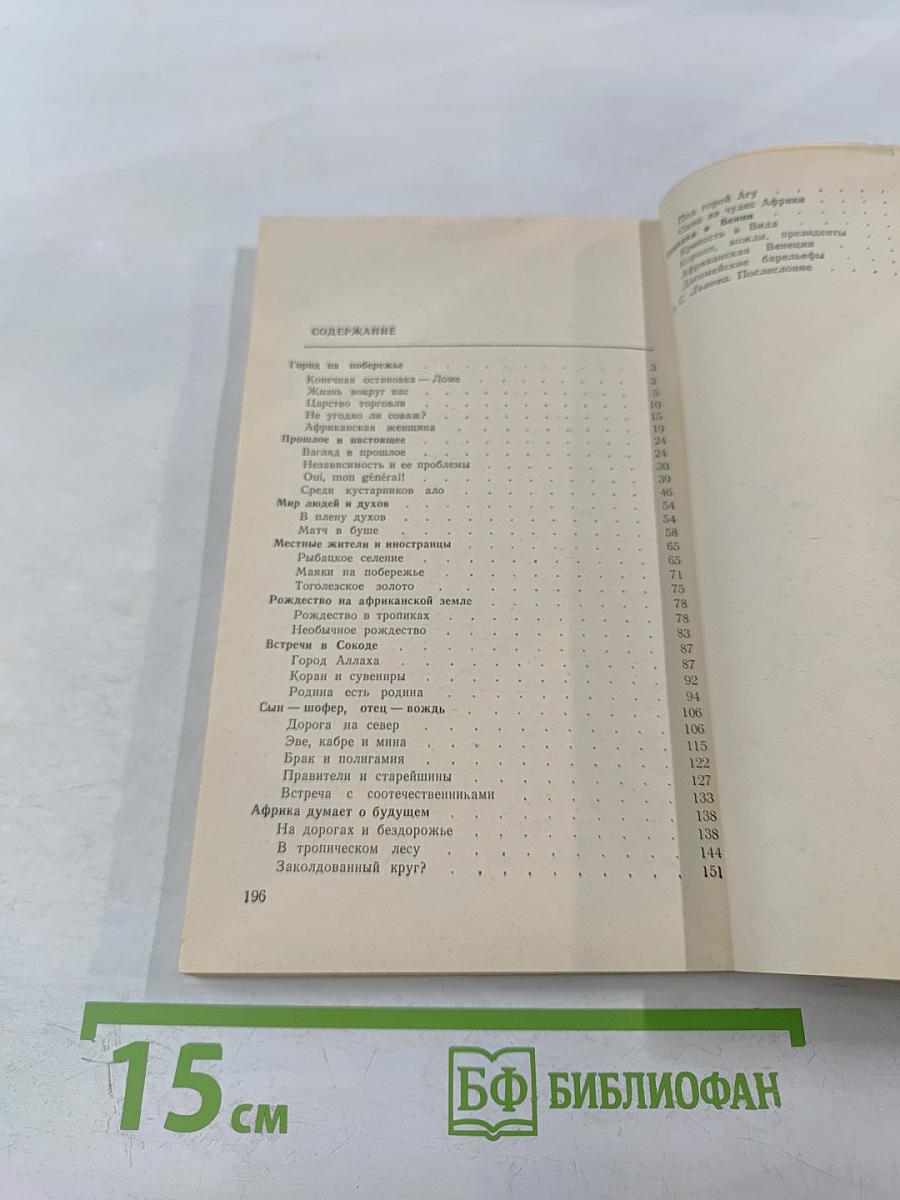 СОДЕРЖАНИЕ
Город на побережье . . . . . . . . . . 3
Конечная остановка — Ломе . . . . . . . . 3
Жизнь вокруг нас . . . . . . . . . . 5
Царство торговли . . . . . . . . . . 10
Не угодно ли соваж? . . . . . . . . . 15
Африканская женщина . . . . . . . . . 19
Прошлое и настоящее . . . . . . . . . 24
Взгляд в прошлое . . . . . . . . . . 24
Независимость и ее проблемы . . . . . . . 30
Oui, mon général! . . . . . . . . . . 39
Среди кустарников ало . . . . . . . . . 46
Мир людей и духов . . . . . . . . . . 54
В плену духов . . . . . . . . . . 54
Матч в буше . . . . . . . . . . 58
Местные жители и иностранцы . . . . . . . 65
Рыбацкое селение . . . . . . . . . . 65
Маяки на побережье . . . . . . . . . 71
Тоголезское золото . . . . . . . . . 75
Рождество на африканской земле . . . . . . . 78
Рождество в тропиках . . . . . . . . . 78
Необычное рождество . . . . . . . . . 83
Встречи в Сокоде . . . . . . . . . . 87
Город Аллаха . . . . . . . . . . 87
Коран и сувениры . . . . . . . . . . 92
Родина есть родина . . . . . . . . . 94
Сын — шофер, отец — вождь . . . . . . . . 106
Дорога на север . . . . . . . . . 106
Эве, кабре и мина . . . . . . . . . . 115
Брак и полигамия . . . . . . . . . . 122
Правители и старейшины . . . . . . . . 127
Встреча с соотечественниками . . . . . . . 133
Африка думает о будущем . . . . . . . . . 138
На дорогах и бездорожье . . . . . . . . 138
В тропическом лесу . . . . . . . . . 144
Заколдованный круг? . . . . . . . . . 151
196
Под горой Агу . . . . .
Одно из чудес Африки . . . .
и Бенин . . . . .
Крепость в Вида . . . . .
Короли, вожди, президенты . . .
Африканская Венеция . . . .
Дагомейские барельефы . . . .
С. Львова. Послесловие . . . .
15 см
БФ БИБЛИОФАН